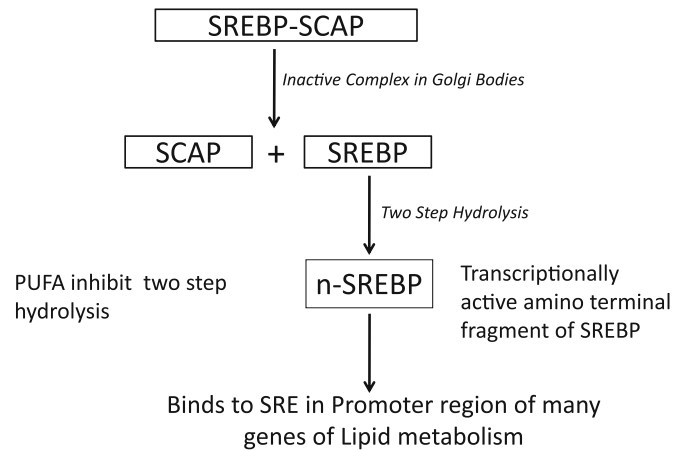 SREBP-SCAP
Inactive Complex in Golgi Bodies
SCAP + SREBP
Two Step Hydrolysis
PUFA inhibit two step
hydrolysis
n-SREBP
Transcriptionally
active amino terminal
fragment of SREBP
Binds to SRE in Promoter region of many
genes of Lipid metabolism